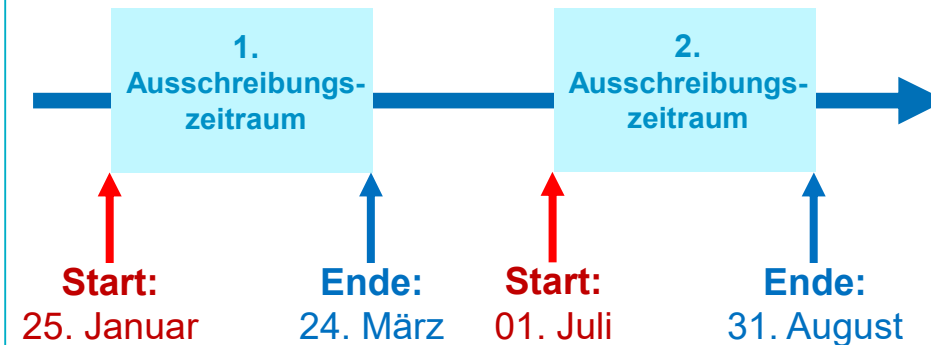 1.
Ausschreibungs-
zeitraum
2.
Ausschreibungs-
zeitraum
Start:
25. Januar
Ende:
24. März
Start:
01. Juli
Ende:
31. August